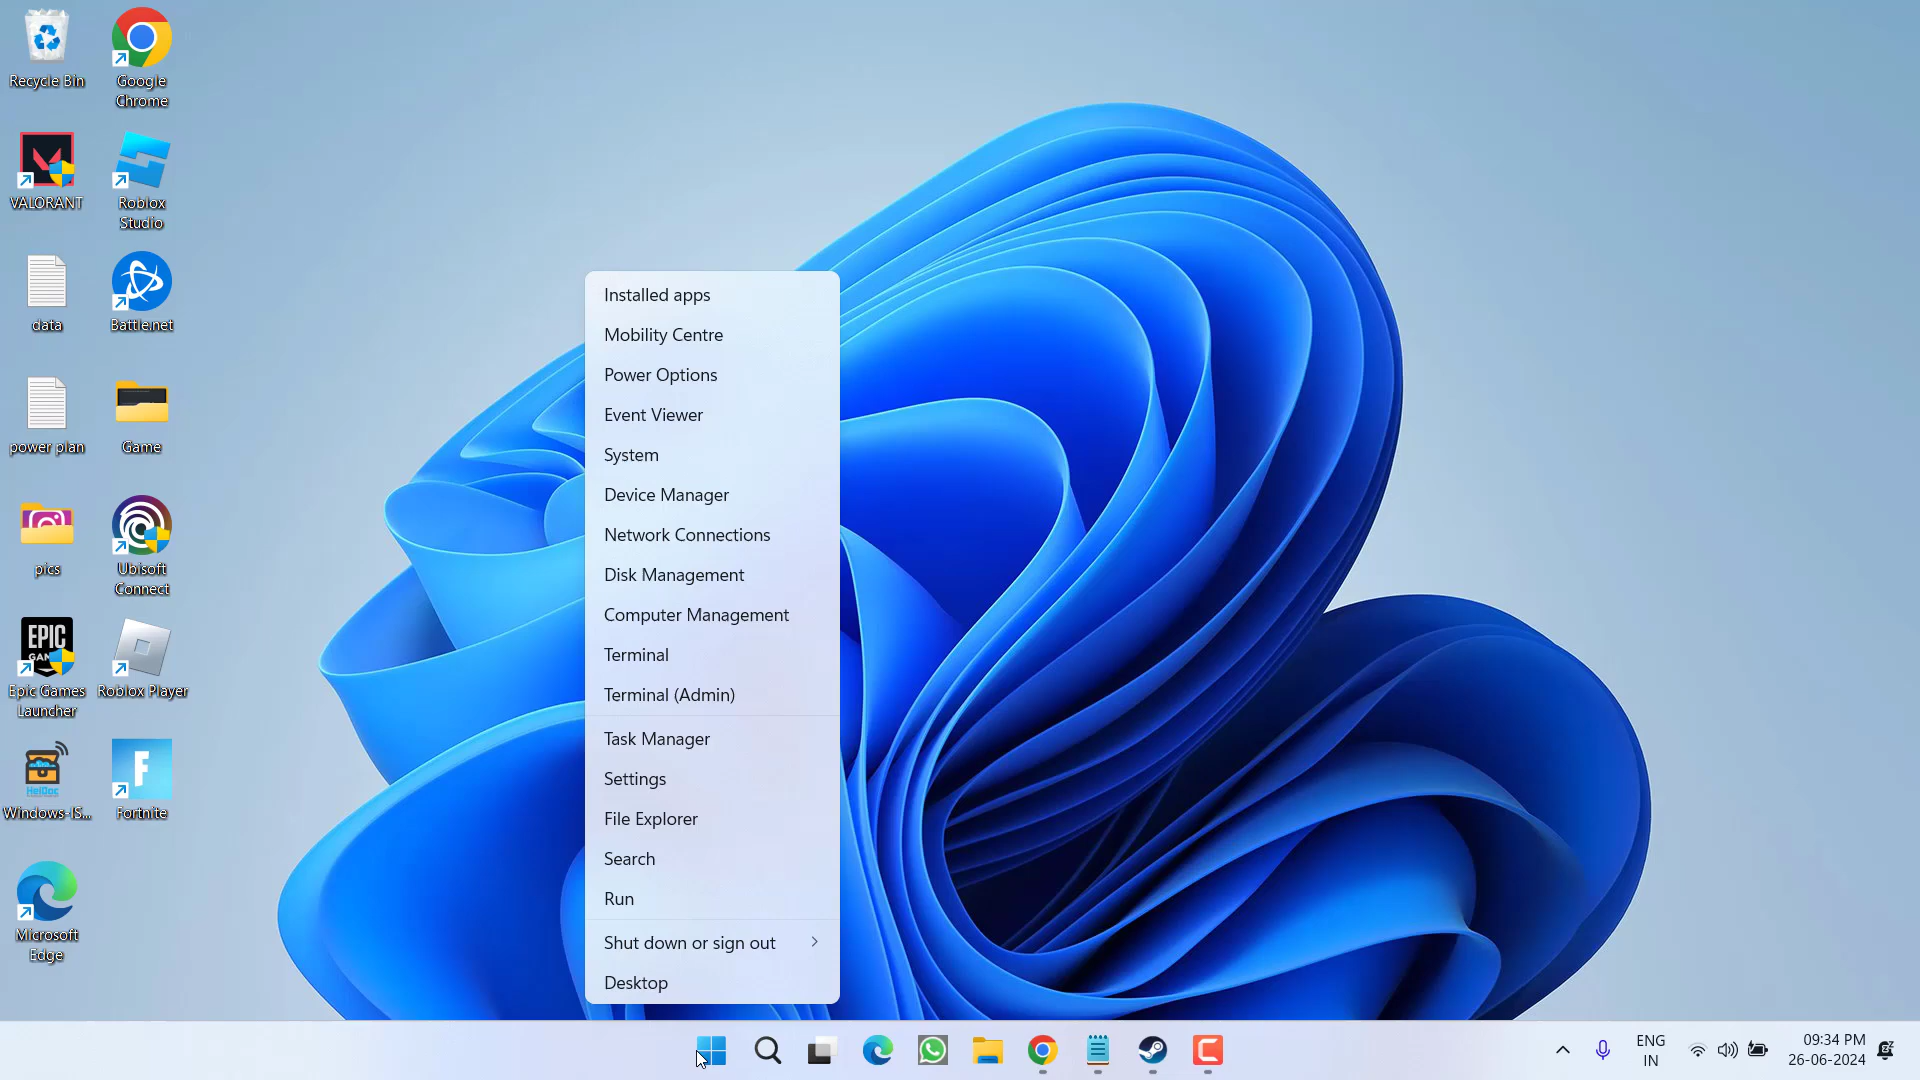 Recycle Bin
Google
Chrome
VALORANT
Roblox
Studio
data
Battle.net
power plan
Game
pics
Ubisoft
Connect
EPIC
Epic Games
Launcher
Roblox Player
HeiDoc
Windows-IS...
F
Fortnite
Microsoft
Edge
Installed apps
Mobility Centre
Power Options
Event Viewer
System
Device Manager
Network Connections
Disk Management
Computer Management
Terminal
Terminal (Admin)
Task Manager
Settings
File Explorer
Search
Run
Shut down or sign out
Desktop
ENG
IN
09:34 PM
26-06-2024